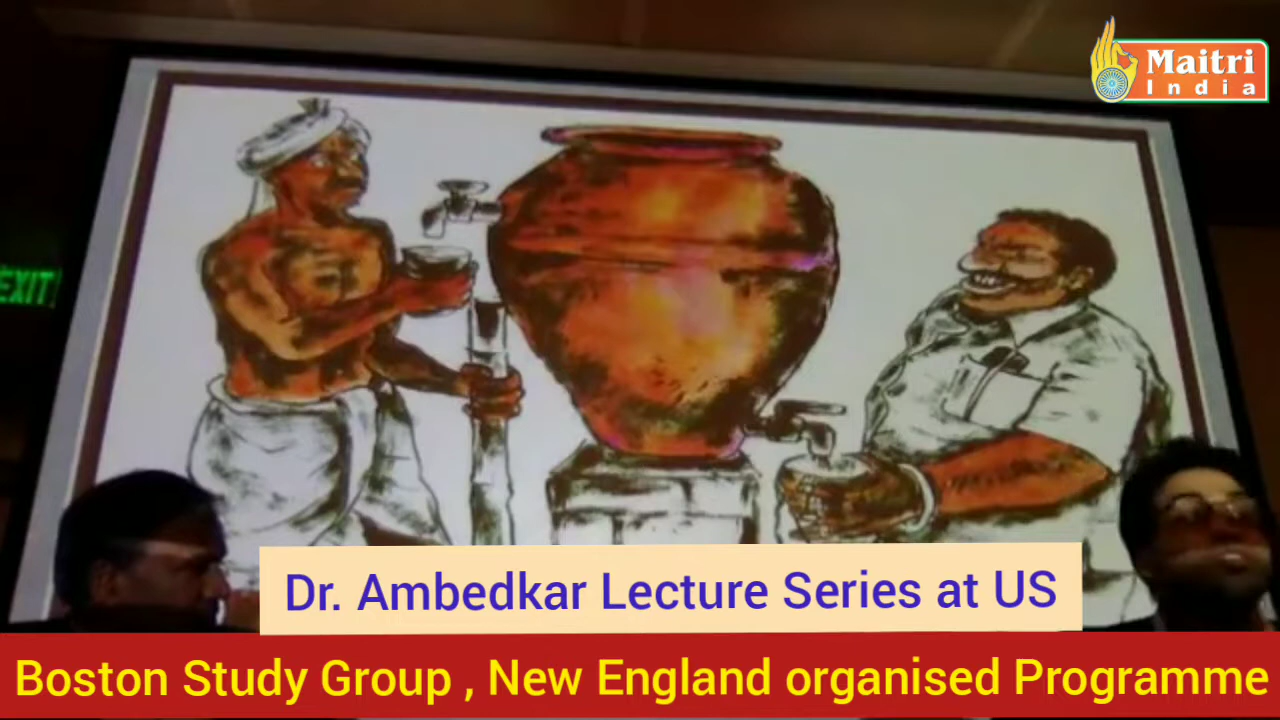 Maitri
India
EXIT
Dr. Ambedkar Lecture Series at US
Boston Study Group , New England organised Programme